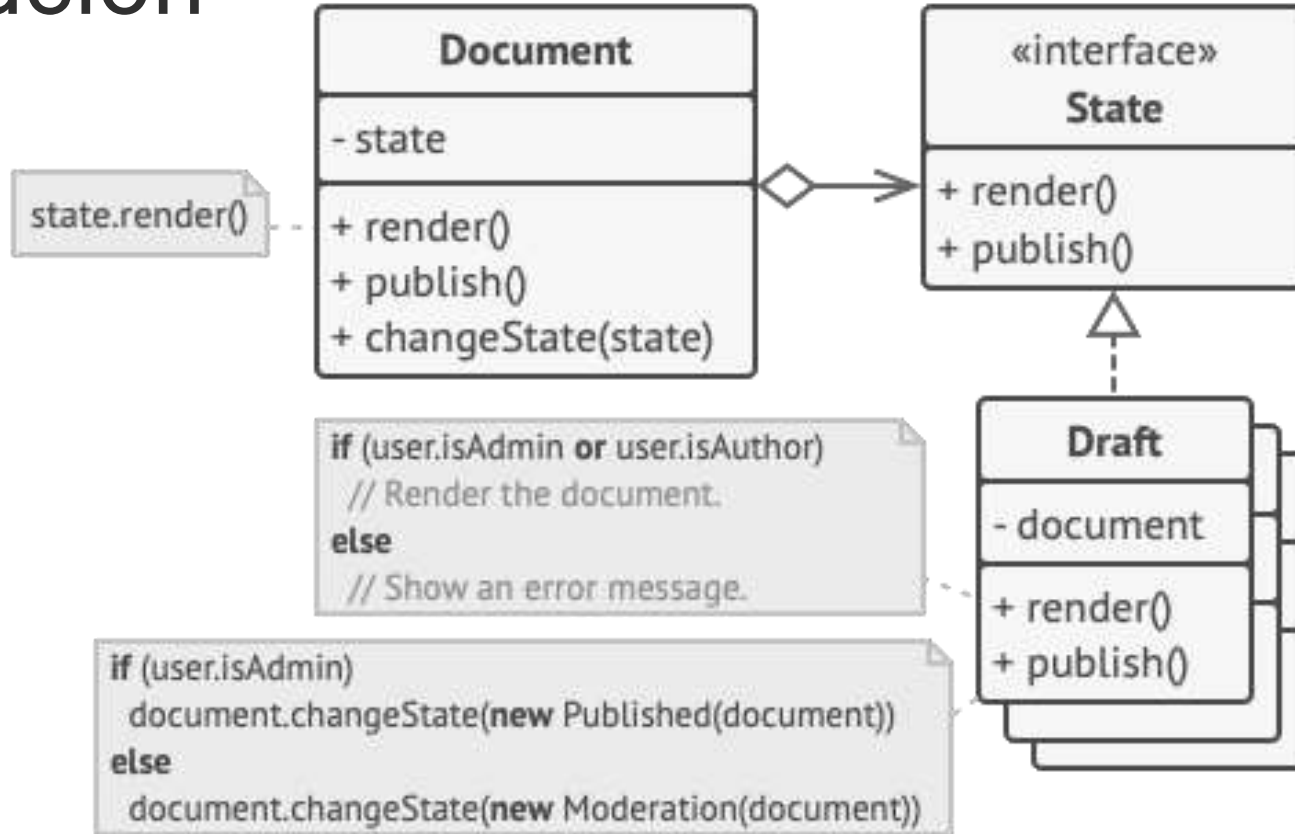 Document
- state
+ render()
+ publish()
+ changeState(state)
«interface»
State
+ render()
+ publish()
state.render()
if (user.isAdmin or user.isAuthor)
// Render the document.
else
// Show an error message.
Draft
- document
+ render()
+ publish()
if (user.isAdmin)
document.changeState(new Published(document))
else
document.changeState(new Moderation(document))